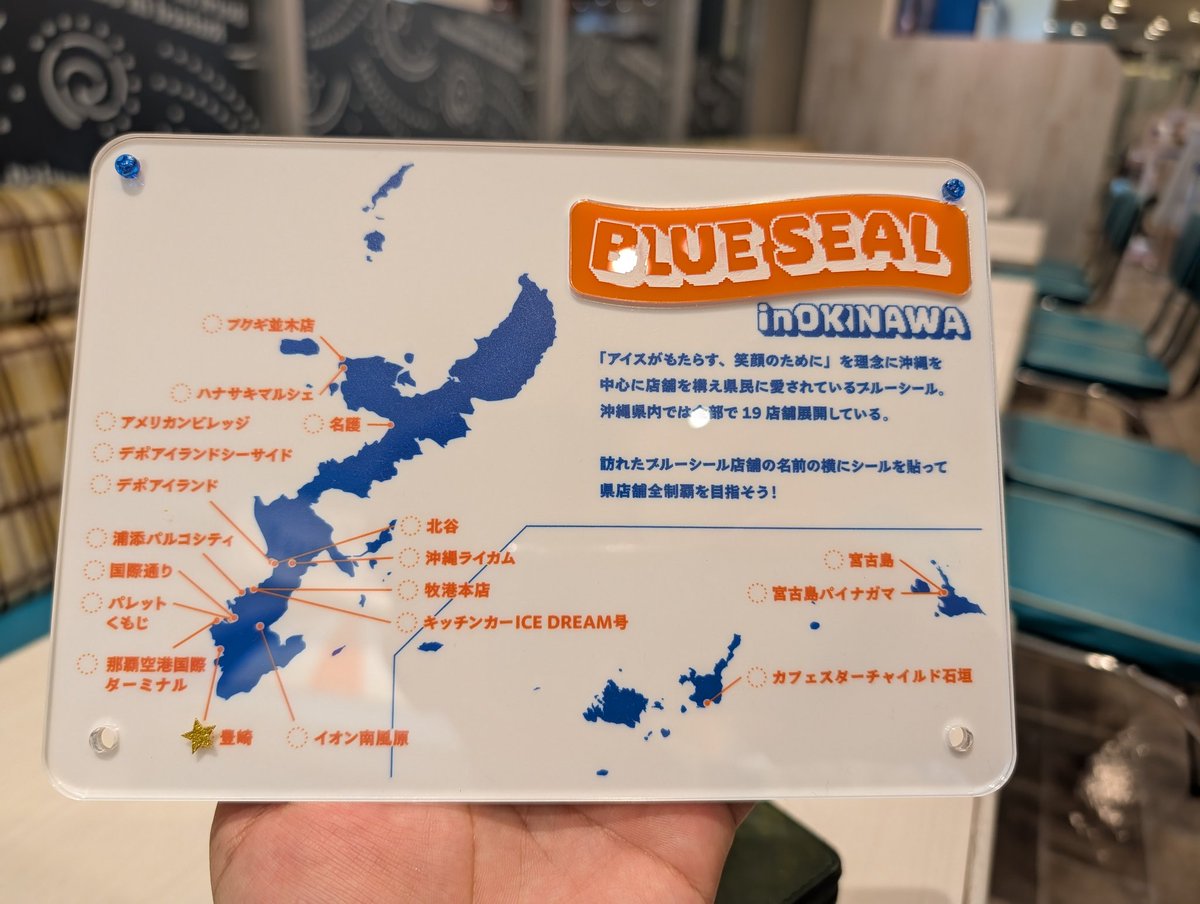 BLUE SEAL
inOKINAWA
「アイスがもたらす、笑顔のために」を理念に沖縄を
中心に店舗を構え県民に愛されているブルーシール。
沖縄県内では全部で19店舗展開している。
訪れたブルーシール店舗の名前の横にシールを貼って
県店舗全制覇を目指そう!
フクギ並木店
ハナサキマルシェ
アメリカンビレッジ
名護
デポアイランドシーサイド
デポアイランド
浦添パルコシティ
国際通り
パレット
くもじ
那覇空港国際
ターミナル
豊崎
イオン南風原
北谷
沖縄ライカム
牧港本店
キッチンカーICE DREAM号
宮古島
宮古島パイナガマ
カフェスターチャイルド石垣